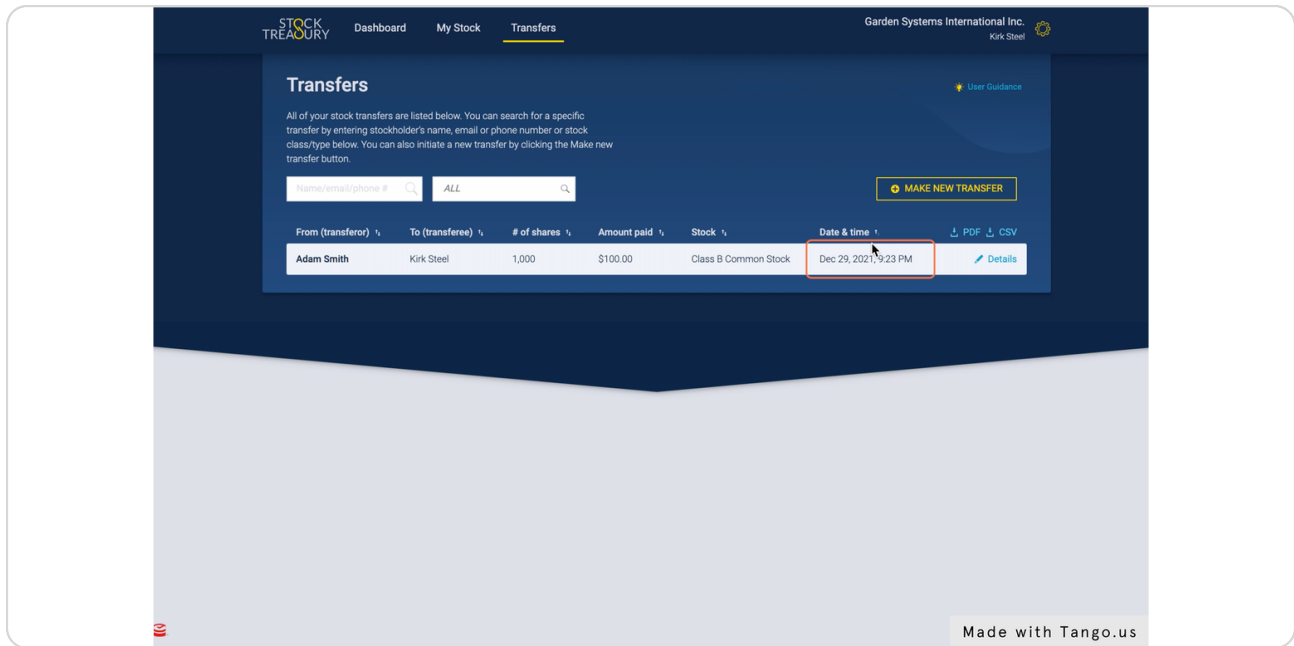 STOCK
TREASURY
Dashboard
My Stock
Transfers
Garden Systems International Inc.
Kirk Steel
Transfers
User Guidance
All of your stock transfers are listed below. You can search for a specific
transfer by entering stockholder's name, email or phone number or stock
class/type below. You can also initiate a new transfer by clicking the Make new
transfer button.
Name/email/phone #
ALL
MAKE NEW TRANSFER
From (transferor) To (transferee) # of shares Amount paid Stock Date & time PDF CSV
Adam Smith Kirk Steel 1,000 $100.00 Class B Common Stock Dec 29, 2021, 9:23 PM Details
Made with Tango.us